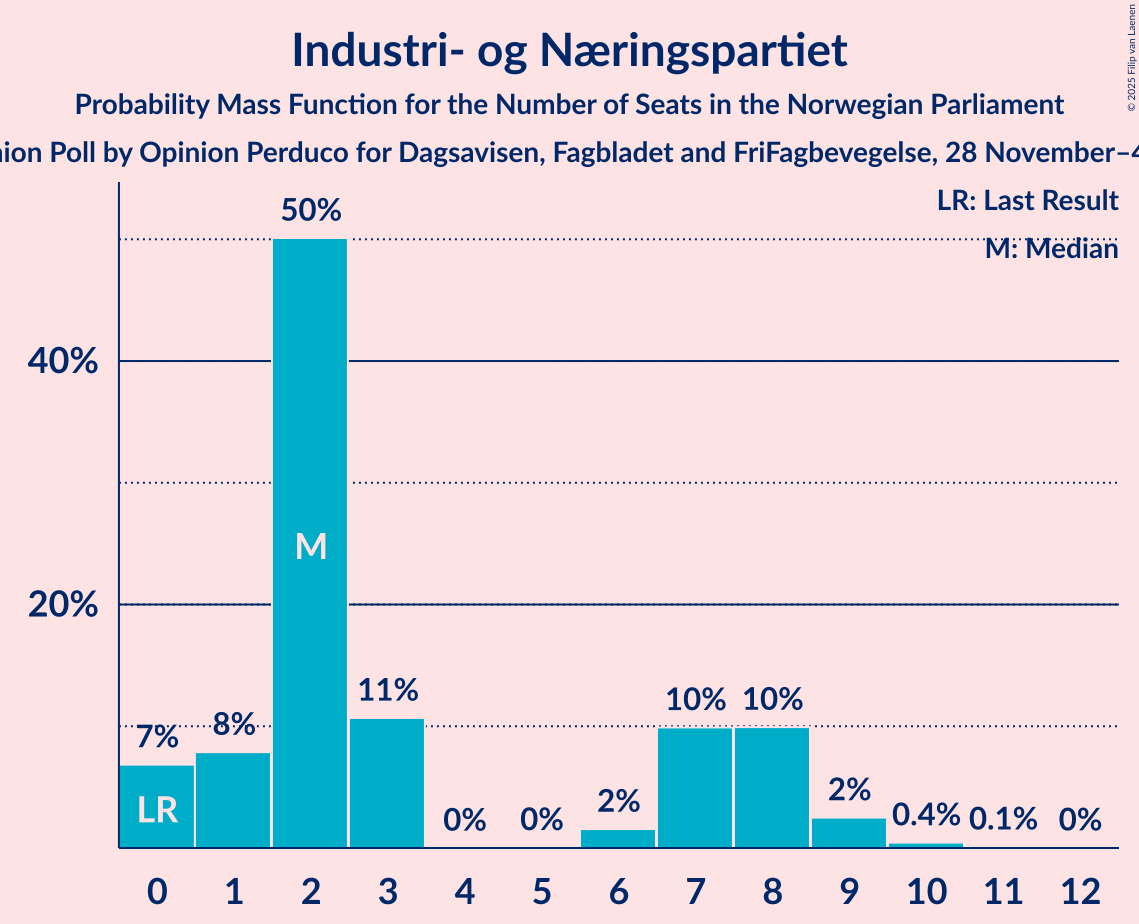 Industri- og Næringspartiet
Probability Mass Function for the Number of Seats in the Norwegian Parliament
Poll by Opinion Perduco for Dagsavisen, Fagbladet and FriFagbevegelse, 28 November–4
© 2025 Filip van Laenen
LR: Last Result
M: Median
50%
40%
M
20%
11%
10% 10%
7% 8%
2% 2%
LR
0% 0% 0.4% 0.1% 0%
0 1 2 3 4 5 6 7 8 9 10 11 12